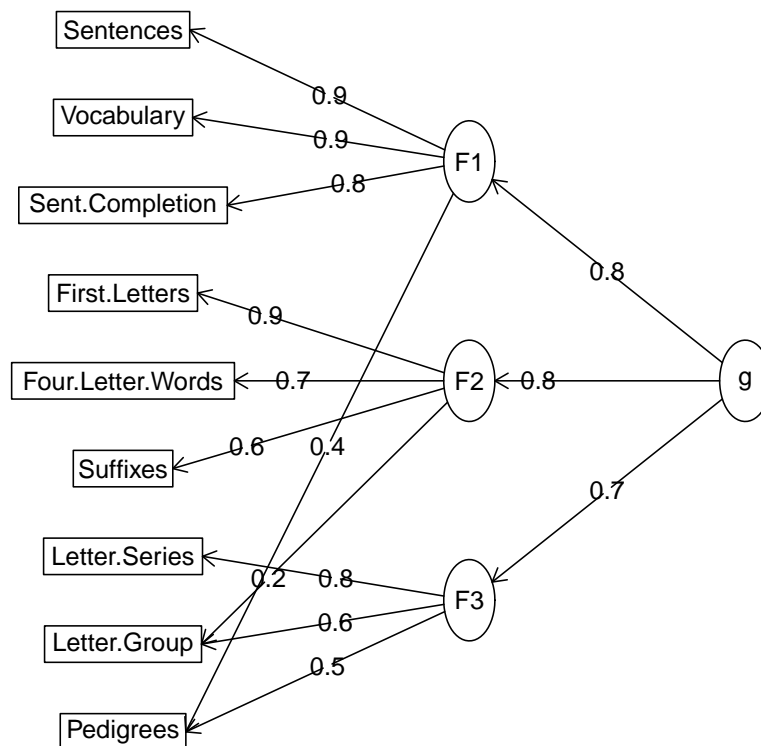 Sentences
0.9
Vocabulary
0.9
F1
Sent.Completion
0.8
0.8
First.Letters
0.9
Four.Letter.Words
0.7
F2
0.8
g
0.6
0.4
Suffixes
0.7
Letter.Series
0.2
0.8
F3
0.6
Letter.Group
0.5
Pedigrees